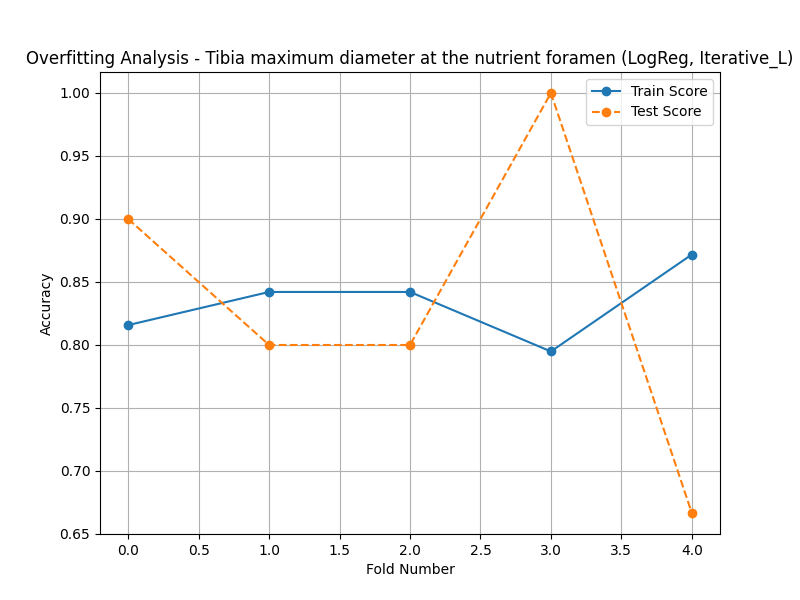 Overfitting Analysis - Tibia maximum diameter at the nutrient foramen (LogReg, Iterative_L)
Train Score
Test Score
1.00
0.95
0.90
0.85
0.80
0.75
0.70
0.65
Accuracy
0.0 0.5 1.0 1.5 2.0 2.5 3.0 3.5 4.0
Fold Number